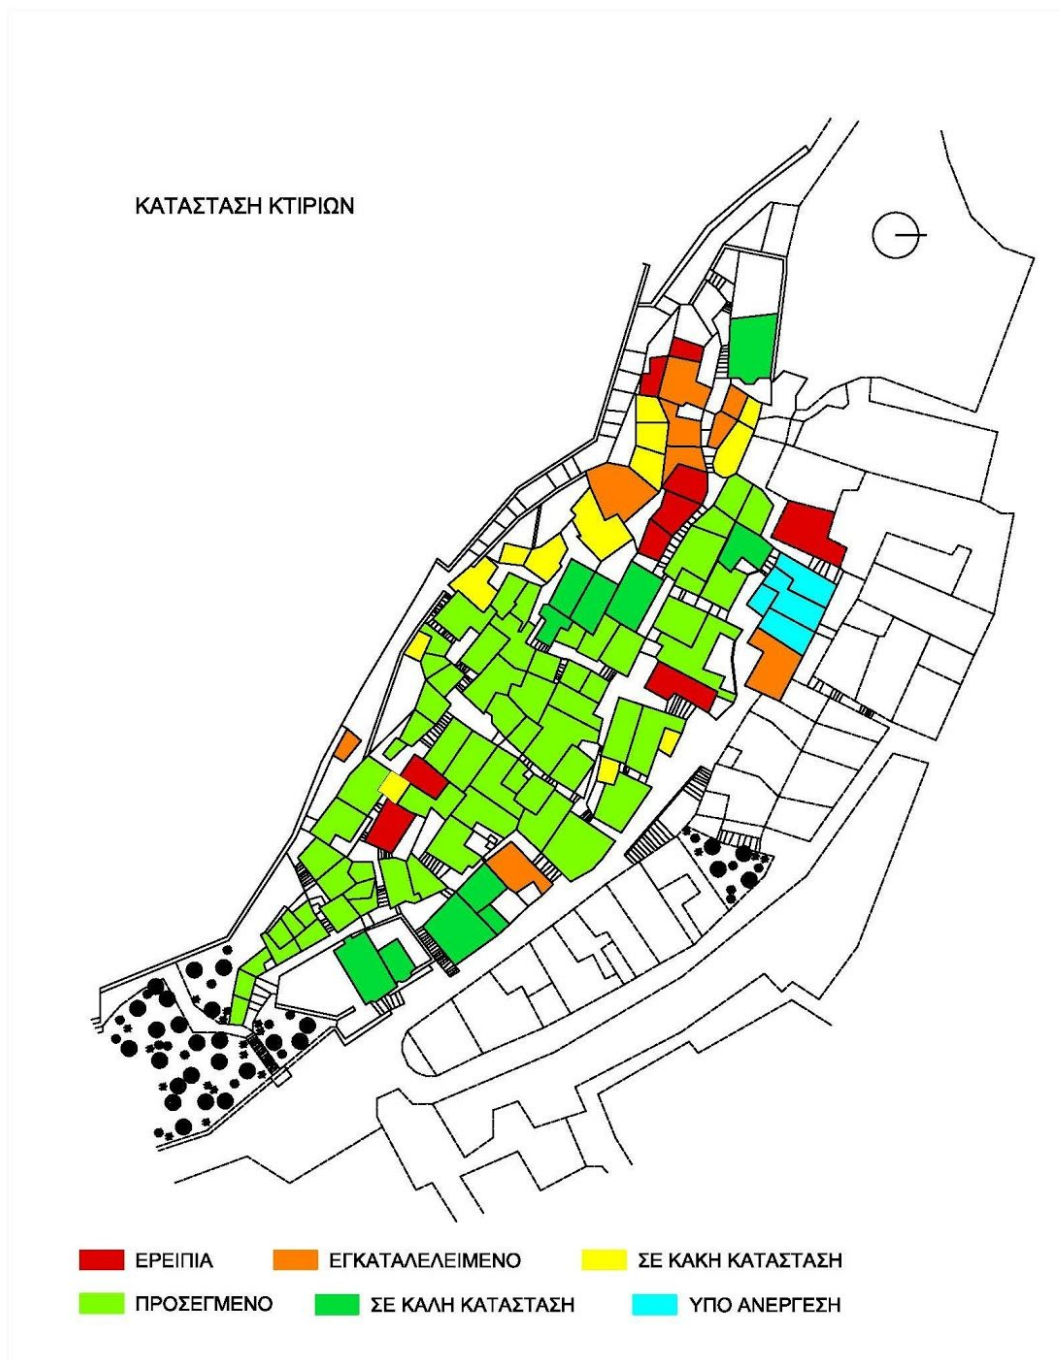 ΚΑΤΑΣΤΑΣΗ ΚΤΙΡΙΩΝ
ΕΡΕΙΠΙΑ ΕΓΚΑΤΑΛΕΛΕΙΜΕΝΟ ΣΕ ΚΑΚΗ ΚΑΤΑΣΤΑΣΗ
ΠΡΟΣΕΓΜΕΝΟ ΣΕ ΚΑΛΗ ΚΑΤΑΣΤΑΣΗ ΥΠΟ ΑΝΕΡΓΕΣΗ